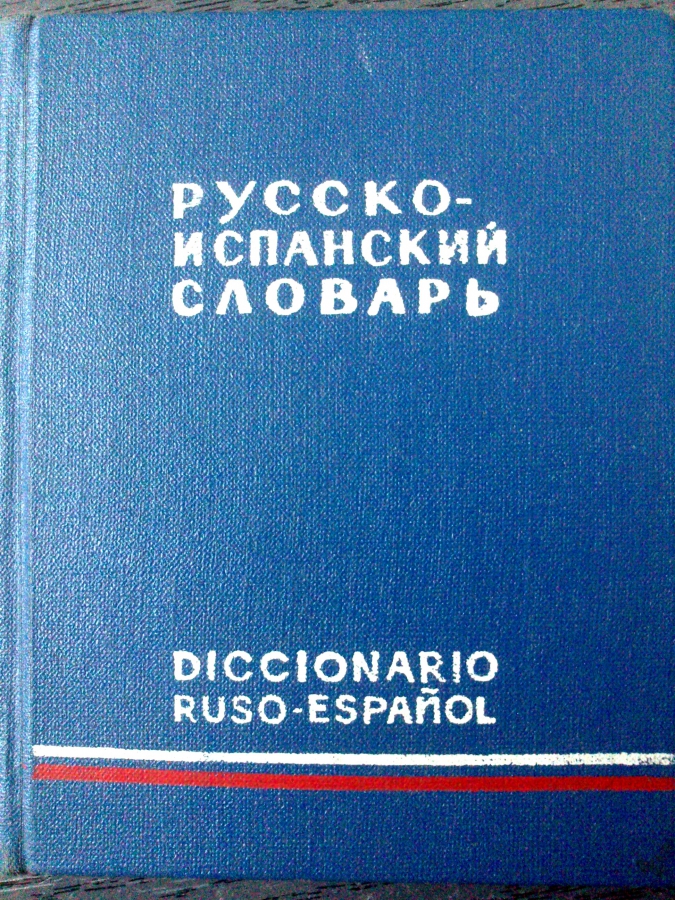 РУССКО-
ИСПАНСКИЙ
СЛОВАРЬ
DICCIONARIO
RUSO-ESPAÑOL